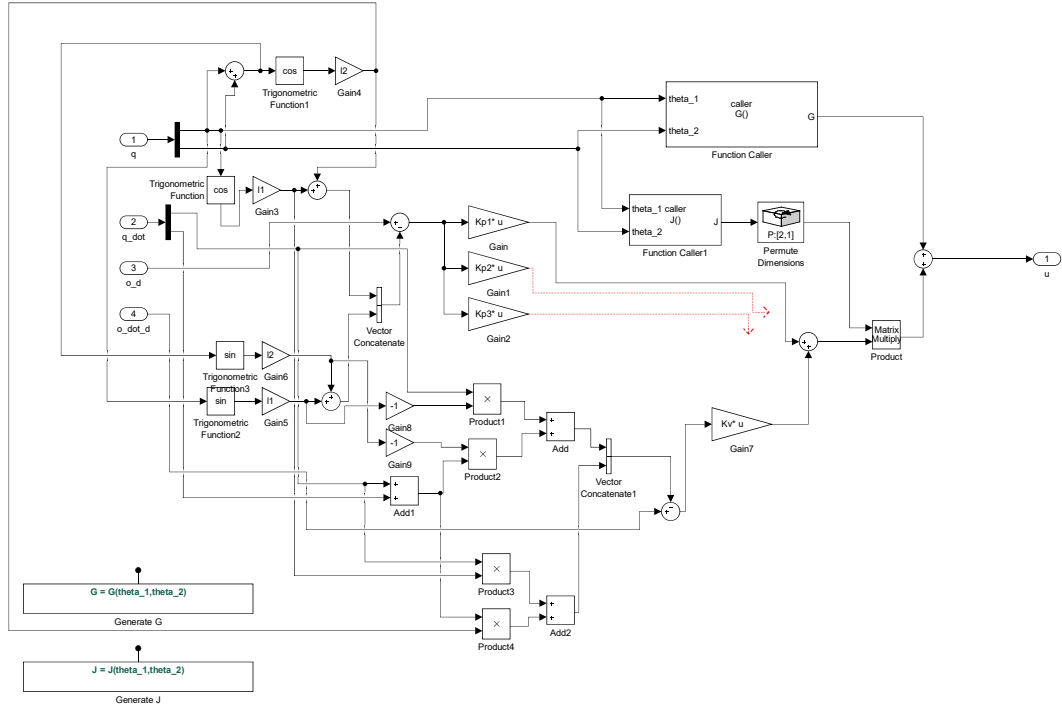 cos
Trigonometric
Function1
l2
Gain4
1
q
theta_1
theta_2
caller
G()
G
Function Caller
Trigonometric
Function
cos
l1
Gain3
2
q_dot
3
o_d
4
o_dot_d
Kp1* u
Gain
Kp2* u
Gain1
Kp3* u
Gain2
theta_1 caller
J()
theta_2
J
Function Caller1
P:[2,1]
Permute
Dimensions
1
u
Vector
Concatenate
Matrix
Multiply
Product
sin
Trigonometric
Function3
l2
Gain6
sin
Trigonometric
Function2
l1
Gain5
-1
Gain8
-1
Gain9
×
Product1
×
Product2
+
+
Add
Kv* u
Gain7
Vector
Concatenate1
+
+
Add1
×
Product3
×
Product4
+
+
Add2
G = G(theta_1,theta_2)
Generate G
J = J(theta_1,theta_2)
Generate J